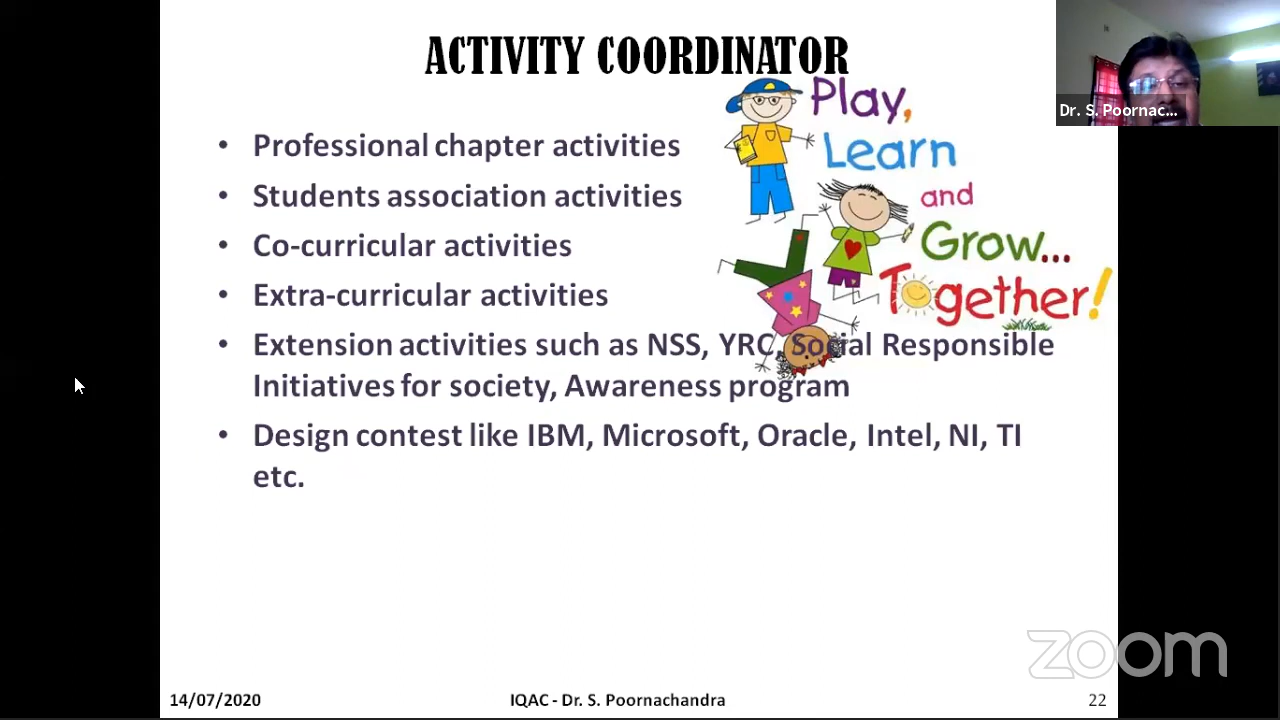 ACTIVITY COORDINATOR
Play,
Learn
and
Grow...
Together!
Dr. S. Poornac...
• Professional chapter activities
• Students association activities
• Co-curricular activities
• Extra-curricular activities
• Extension activities such as NSS, YRC, Social Responsible
Initiatives for society, Awareness program
• Design contest like IBM, Microsoft, Oracle, Intel, NI, TI
etc.
zoom
14/07/2020
IQAC - Dr. S. Poornachandra
22